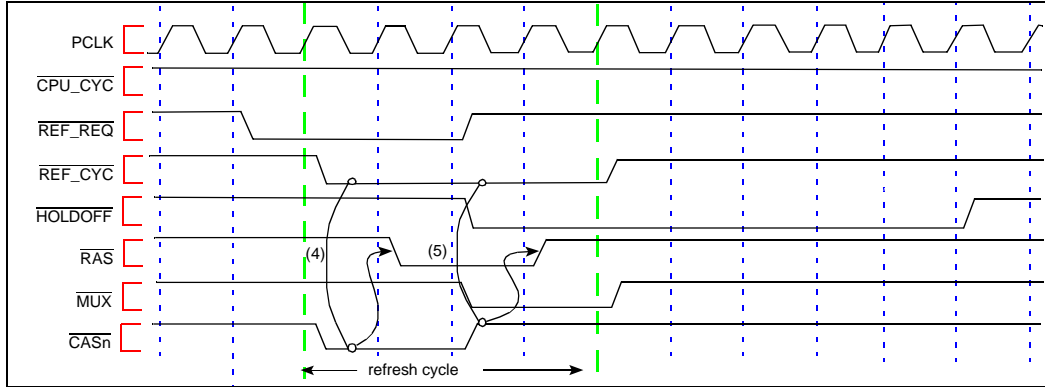 PCLK
CPU_CYC
REF_REQ
REF_CYC
HOLDOFF
(4) (5)
RAS
MUX
CASn
refresh cycle